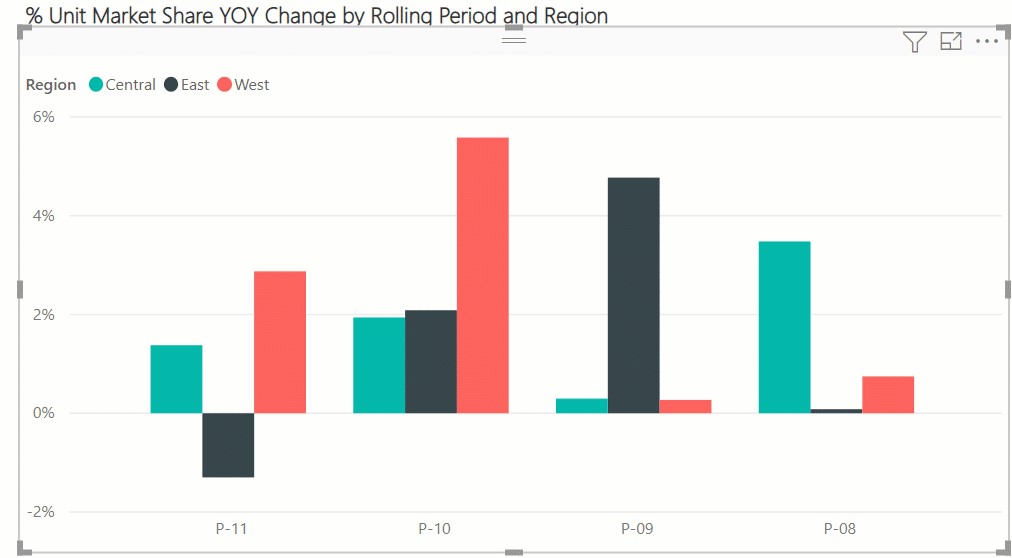 % Unit Market Share YOY Change by Rolling Period and Region
Region Central East West
6%
4%
2%
0%
-2%
P-11 P-10 P-09 P-08